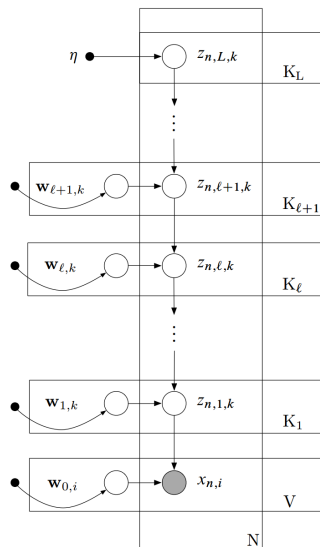 η z_{n,L,k}
K_L
⋮
w_{ℓ+1,k} z_{n,ℓ+1,k}
K_{ℓ+1}
w_{ℓ,k} z_{n,ℓ,k}
K_ℓ
⋮
w_{1,k} z_{n,1,k}
K_1
w_{0,i} x_{n,i}
V
N